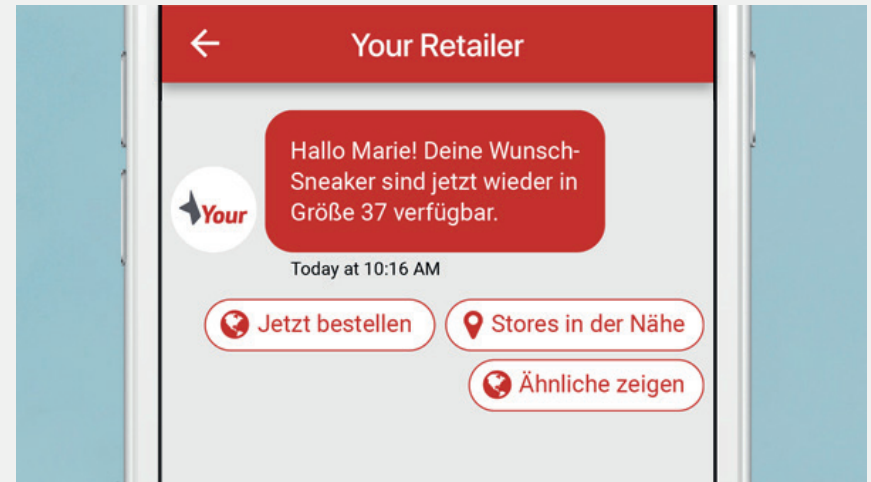 Your Retailer
Hallo Marie! Deine Wunsch-
Sneaker sind jetzt wieder in
Größe 37 verfügbar.
Your
Today at 10:16 AM
Jetzt bestellen
Stores in der Nähe
Ähnliche zeigen